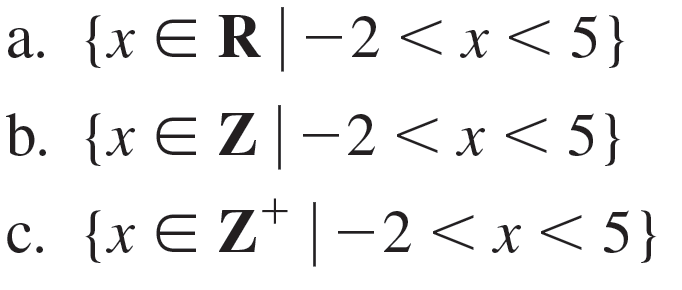 a. {x ∈ R | −2 < x < 5}
b. {x ∈ Z | −2 < x < 5}
c. {x ∈ Z⁺ | −2 < x < 5}